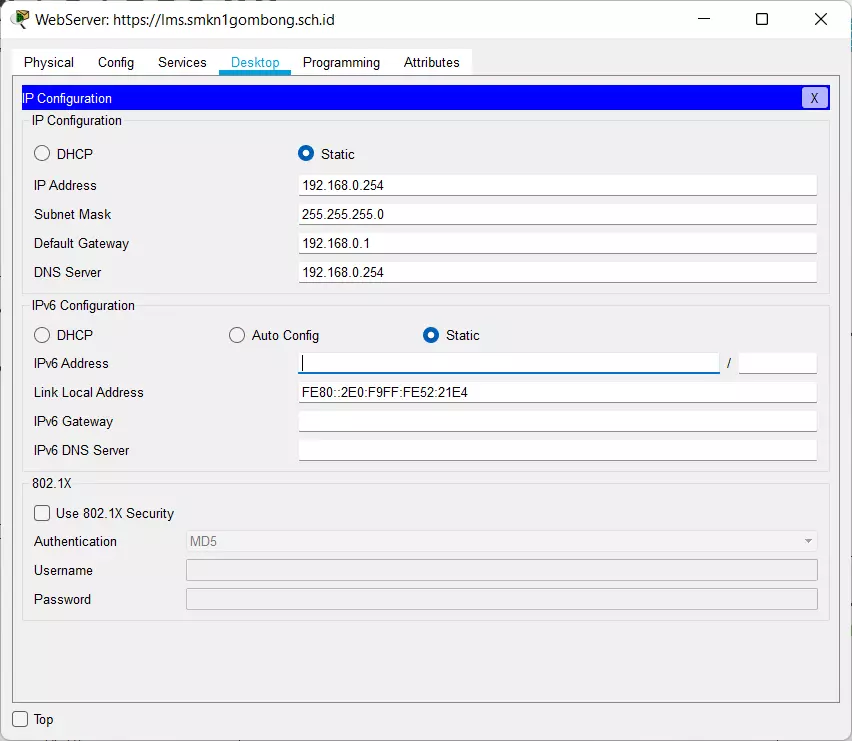 WebServer: https://lms.smkn1gombong.sch.id
Physical Config Services Desktop Programming Attributes
IP Configuration X
IP Configuration
DHCP Static
IP Address 192.168.0.254
Subnet Mask 255.255.255.0
Default Gateway 192.168.0.1
DNS Server 192.168.0.254
IPv6 Configuration
DHCP Auto Config Static
IPv6 Address /
Link Local Address FE80::2E0:F9FF:FE52:21E4
IPv6 Gateway
IPv6 DNS Server
802.1X
Use 802.1X Security
Authentication MD5
Username
Password
Top